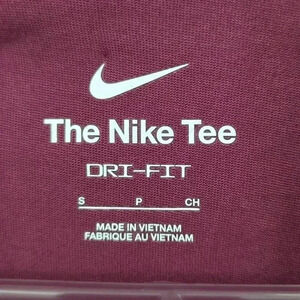 The Nike Tee
DRI-FIT
S P CH
MADE IN VIETNAM
FABRIQUE AU VIETNAM